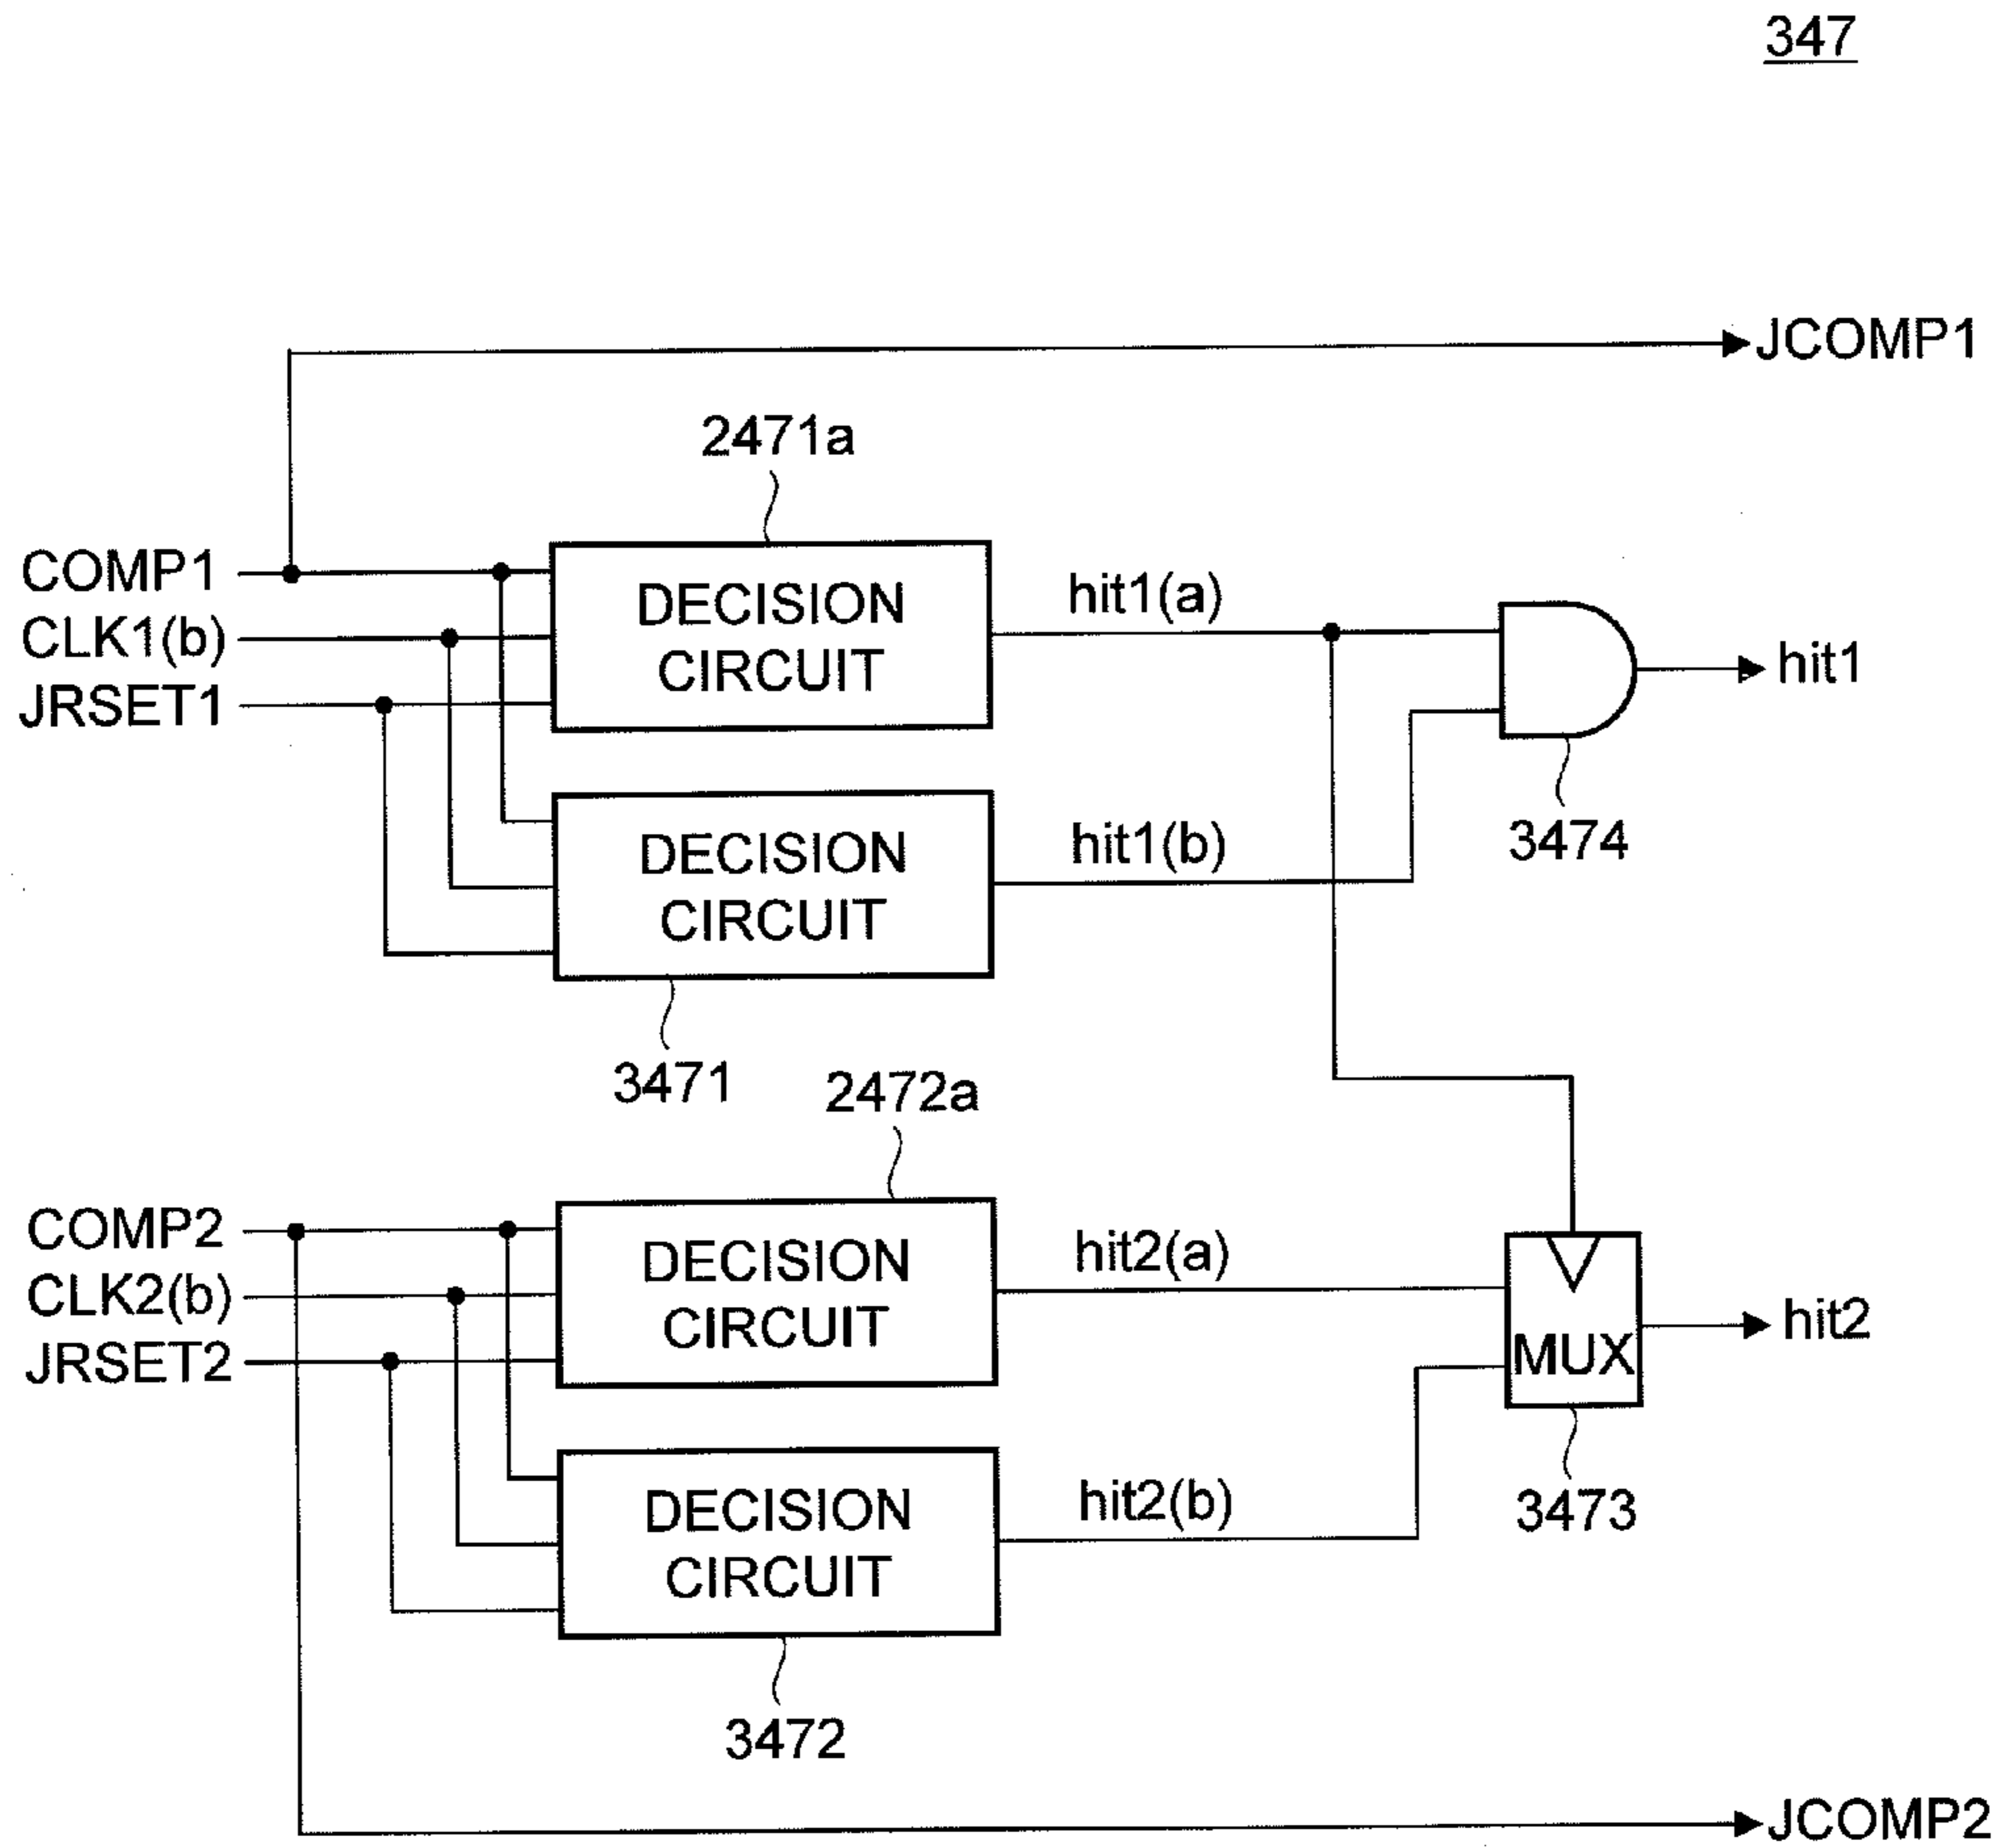 347
JCOMP1
2471a
COMP1
CLK1(b)
JRSET1
DECISION
CIRCUIT
hit1(a)
hit1
DECISION
CIRCUIT
hit1(b)
3474
3471
2472a
COMP2
CLK2(b)
JRSET2
DECISION
CIRCUIT
hit2(a)
MUX
hit2
DECISION
CIRCUIT
hit2(b)
3473
3472
JCOMP2